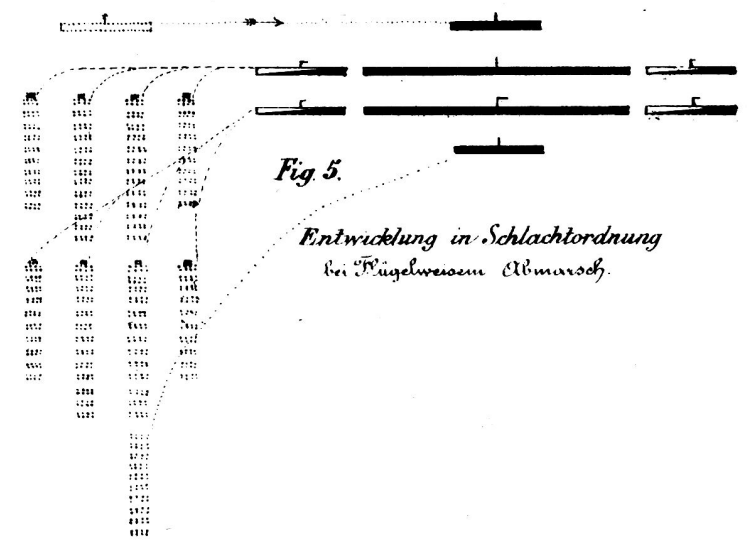 Fig. 5.
Entwicklung in Schlachtordnung
bei Flügelweisem Abmarsch.